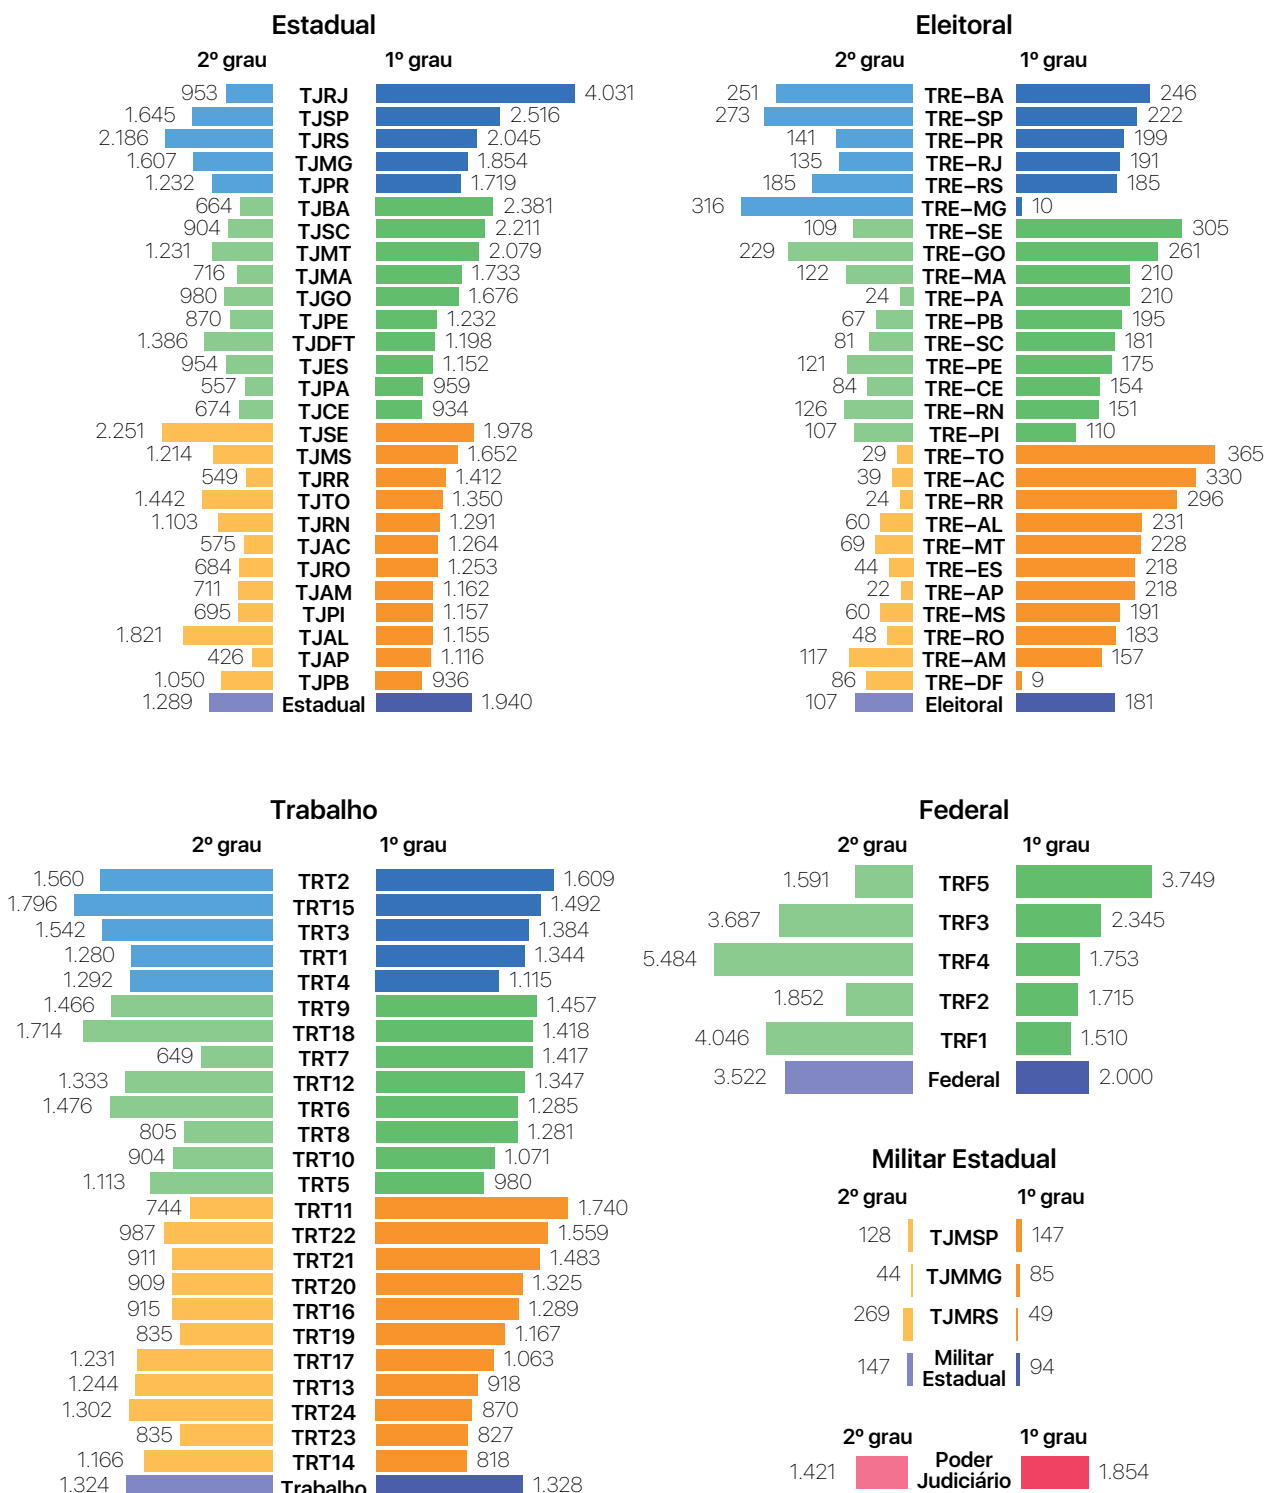 Estadual
2º grau 1º grau
953 TJRJ 4.031
1.645 TJSP 2.516
2.186 TJRS 2.045
1.607 TJMG 1.854
1.232 TJPR 1.719
664 TJBA 2.381
904 TJSC 2.211
1.231 TJMT 2.079
716 TJMA 1.733
980 TJGO 1.676
870 TJPE 1.232
1.386 TJDFT 1.198
954 TJES 1.152
557 TJPA 959
674 TJCE 934
2.251 TJSE 1.978
1.214 TJMS 1.652
549 TJRR 1.412
1.442 TJTO 1.350
1.103 TJRN 1.291
575 TJAC 1.264
684 TJRO 1.253
711 TJAM 1.162
695 TJPI 1.157
1.821 TJAL 1.155
426 TJAP 1.116
1.050 TJPB 936
1.289 Estadual 1.940
Eleitoral
2º grau 1º grau
251 TRE–BA 246
273 TRE–SP 222
141 TRE–PR 199
135 TRE–RJ 191
185 TRE–RS 185
316 TRE–MG 10
109 TRE–SE 305
229 TRE–GO 261
122 TRE–MA 210
24 TRE–PA 210
67 TRE–PB 195
81 TRE–SC 181
121 TRE–PE 175
84 TRE–CE 154
126 TRE–RN 151
107 TRE–PI 110
29 TRE–TO 365
39 TRE–AC 330
24 TRE–RR 296
60 TRE–AL 231
69 TRE–MT 228
44 TRE–ES 218
22 TRE–AP 218
60 TRE–MS 191
48 TRE–RO 183
117 TRE–AM 157
86 TRE–DF 9
107 Eleitoral 181
Trabalho
2º grau 1º grau
1.560 TRT2 1.609
1.796 TRT15 1.492
1.542 TRT3 1.384
1.280 TRT1 1.344
1.292 TRT4 1.115
1.466 TRT9 1.457
1.714 TRT18 1.418
649 TRT7 1.417
1.333 TRT12 1.347
1.476 TRT6 1.285
805 TRT8 1.281
904 TRT10 1.071
1.113 TRT5 980
744 TRT11 1.740
987 TRT22 1.559
911 TRT21 1.483
909 TRT20 1.325
915 TRT16 1.289
835 TRT19 1.167
1.231 TRT17 1.063
1.244 TRT13 918
1.302 TRT24 870
835 TRT23 827
1.166 TRT14 818
1.324 Trabalho 1.328
Federal
2º grau 1º grau
1.591 TRF5 3.749
3.687 TRF3 2.345
5.484 TRF4 1.753
1.852 TRF2 1.715
4.046 TRF1 1.510
3.522 Federal 2.000
Militar Estadual
2º grau 1º grau
128 TJMSP 147
44 TJMMG 85
269 TJMRS 49
147 Militar 94
Estadual
2º grau 1º grau
1.421 Poder 1.854
Judiciário